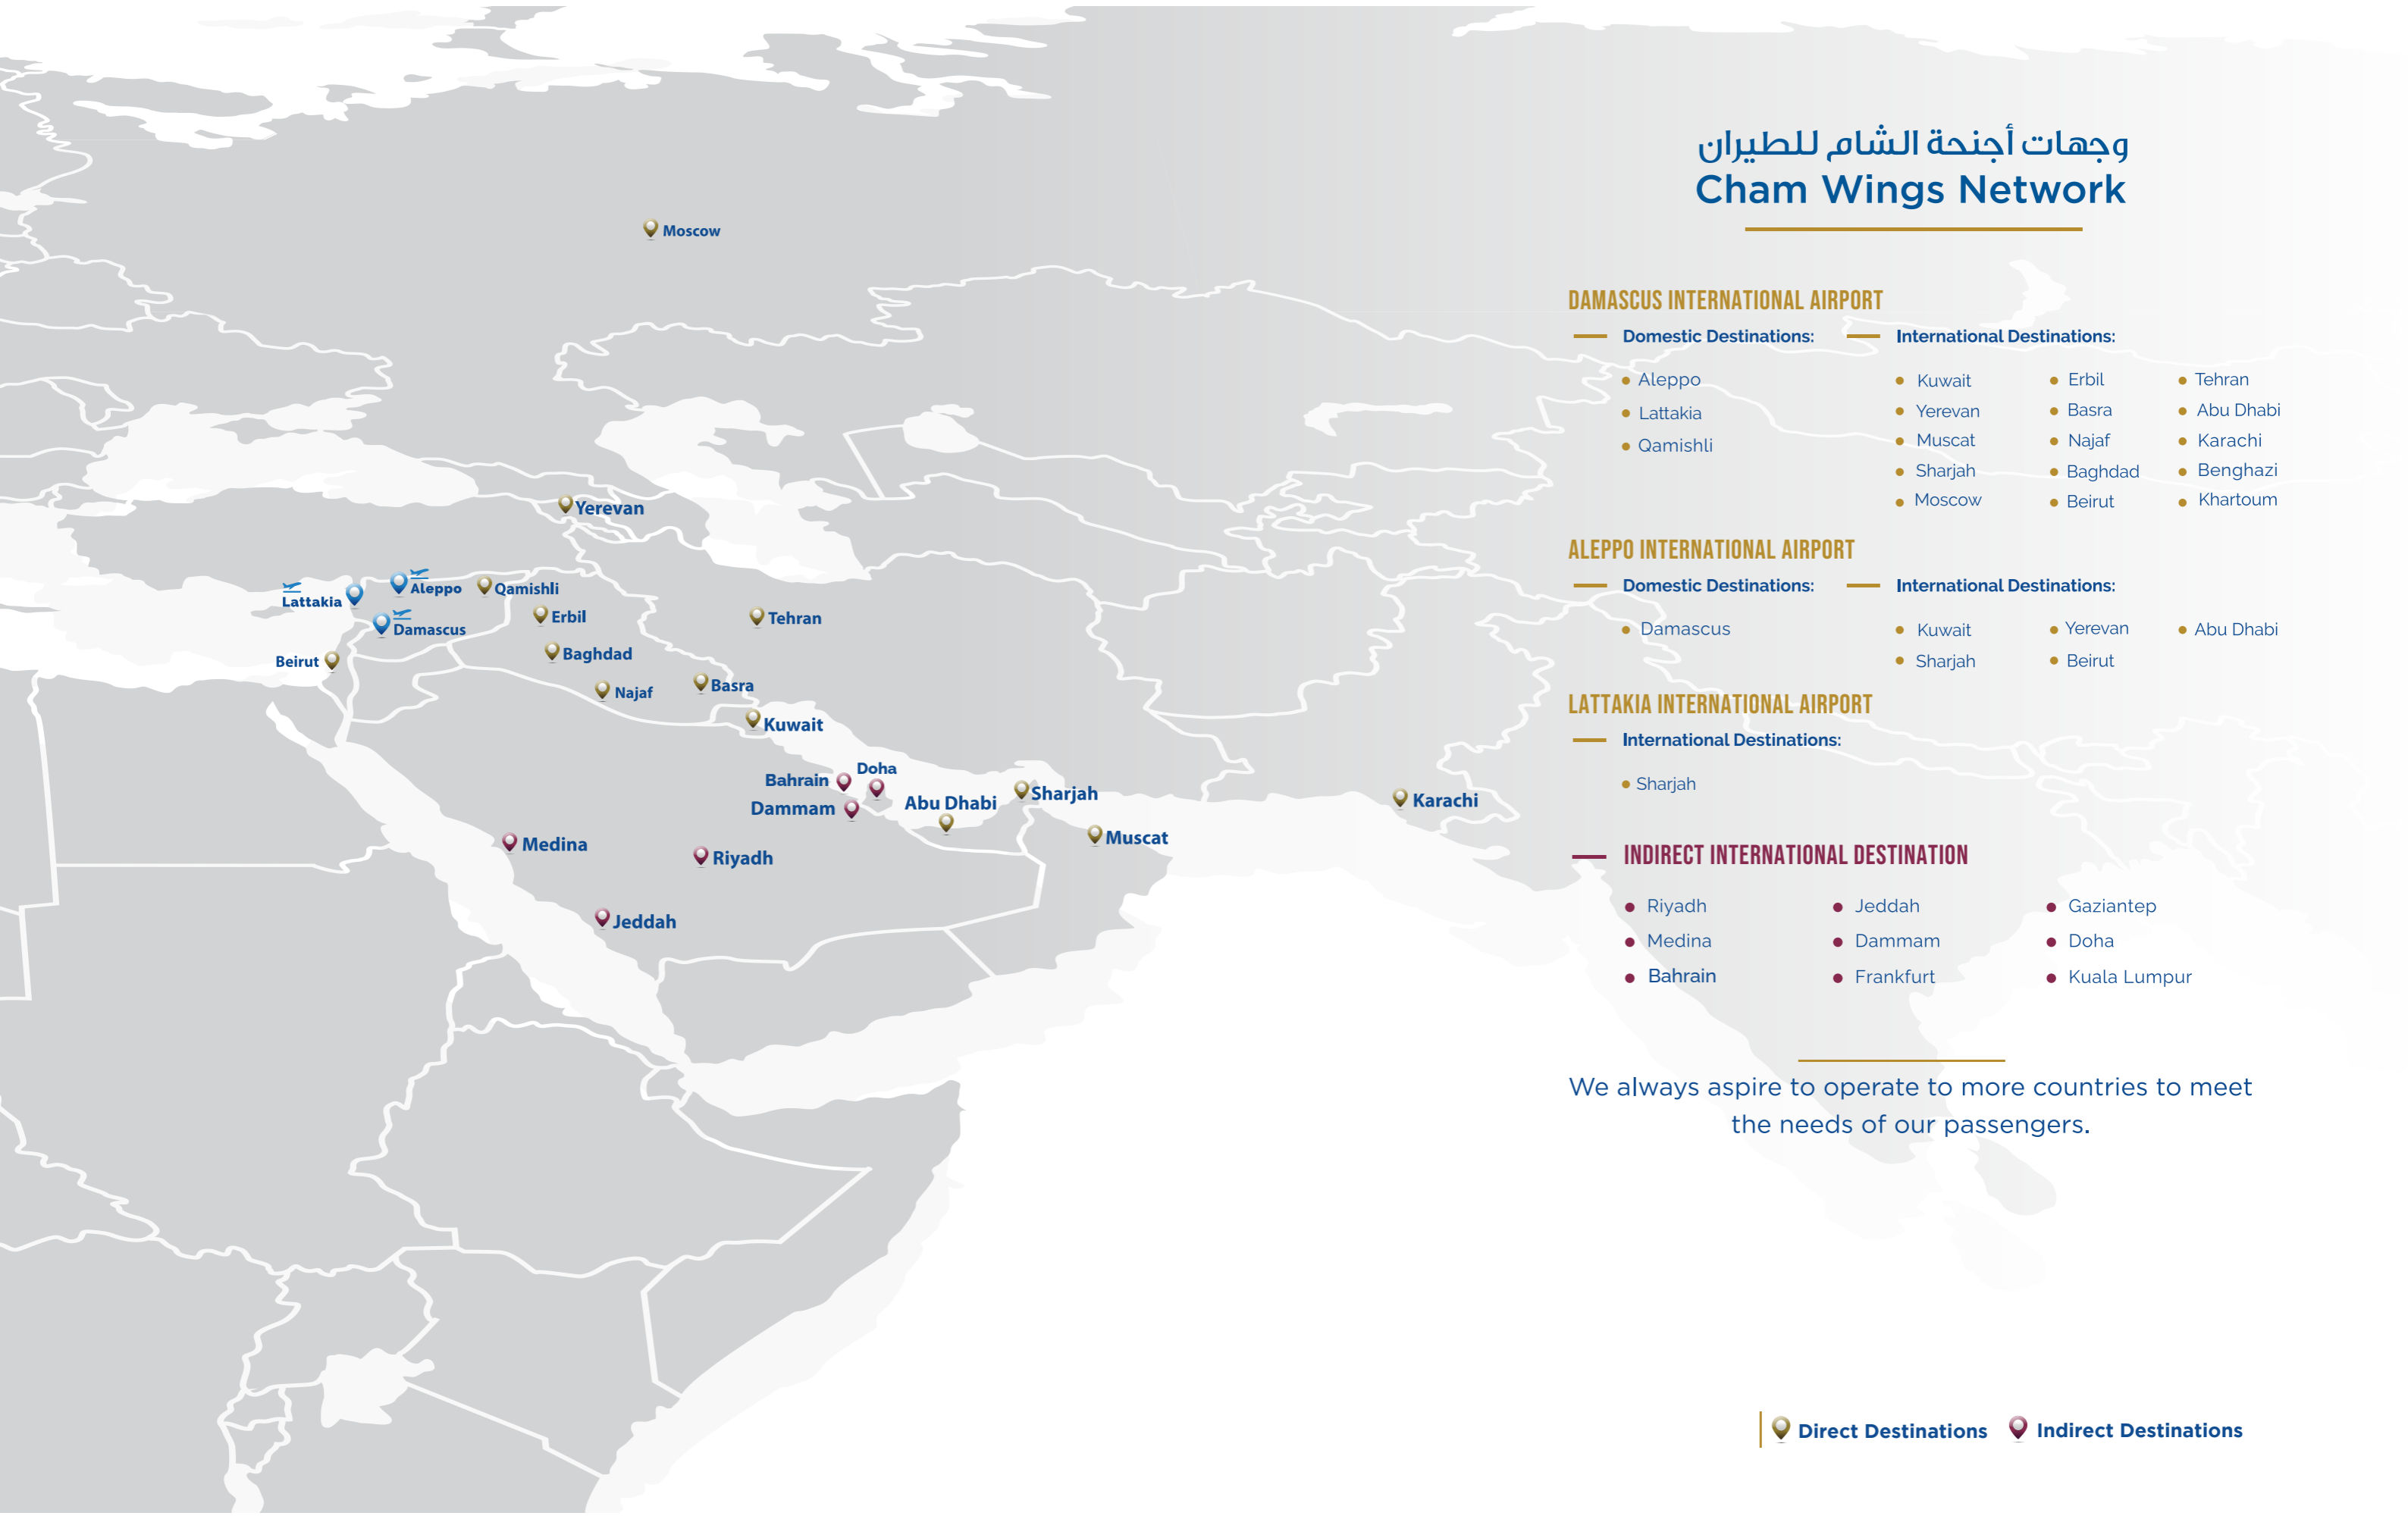 Moscow
Yerevan
Lattakia
Aleppo
Qamishli
Damascus
Erbil
Tehran
Beirut
Baghdad
Najaf
Basra
Kuwait
Bahrain
Doha
Dammam
Abu Dhabi
Sharjah
Karachi
Muscat
Medina
Riyadh
Jeddah
وجهات أجنحة الشام للطيران
Cham Wings Network
DAMASCUS INTERNATIONAL AIRPORT
Domestic Destinations:
Aleppo
Lattakia
Qamishli
International Destinations:
Kuwait
Yerevan
Muscat
Sharjah
Moscow
Erbil
Basra
Najaf
Baghdad
Beirut
Tehran
Abu Dhabi
Karachi
Benghazi
Khartoum
ALEPPO INTERNATIONAL AIRPORT
Domestic Destinations:
Damascus
International Destinations:
Kuwait
Sharjah
Yerevan
Beirut
Abu Dhabi
LATTAKIA INTERNATIONAL AIRPORT
International Destinations:
Sharjah
INDIRECT INTERNATIONAL DESTINATION
Riyadh
Medina
Bahrain
Jeddah
Dammam
Frankfurt
Gaziantep
Doha
Kuala Lumpur
We always aspire to operate to more countries to meet
the needs of our passengers.
Direct Destinations
Indirect Destinations